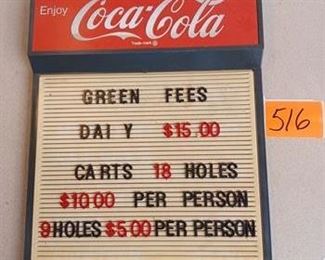 Enjoy
Coca-Cola
Trade-mark ®
GREEN FEES
DAI Y $15.00
516
CARTS 18 HOLES
$10.00 PER PERSON
9 HOLES $5.00 PER PERSON